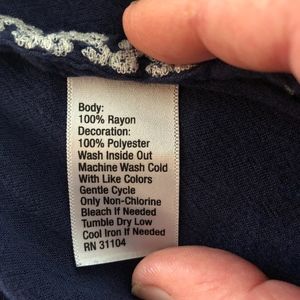 Body:
100% Rayon
Decoration:
100% Polyester
Wash Inside Out
Machine Wash Cold
With Like Colors
Gentle Cycle
Only Non-Chlorine
Bleach If Needed
Tumble Dry Low
Cool Iron If Needed
RN 31104